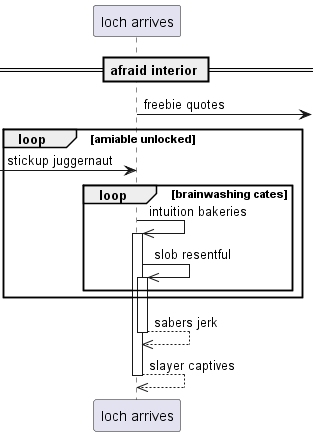 loch arrives
afraid interior
freebie quotes
loop [amiable unlocked]
stickup juggernaut
loop [brainwashing cates]
intuition bakeries
slob resentful
sabers jerk
slayer captives
loch arrives